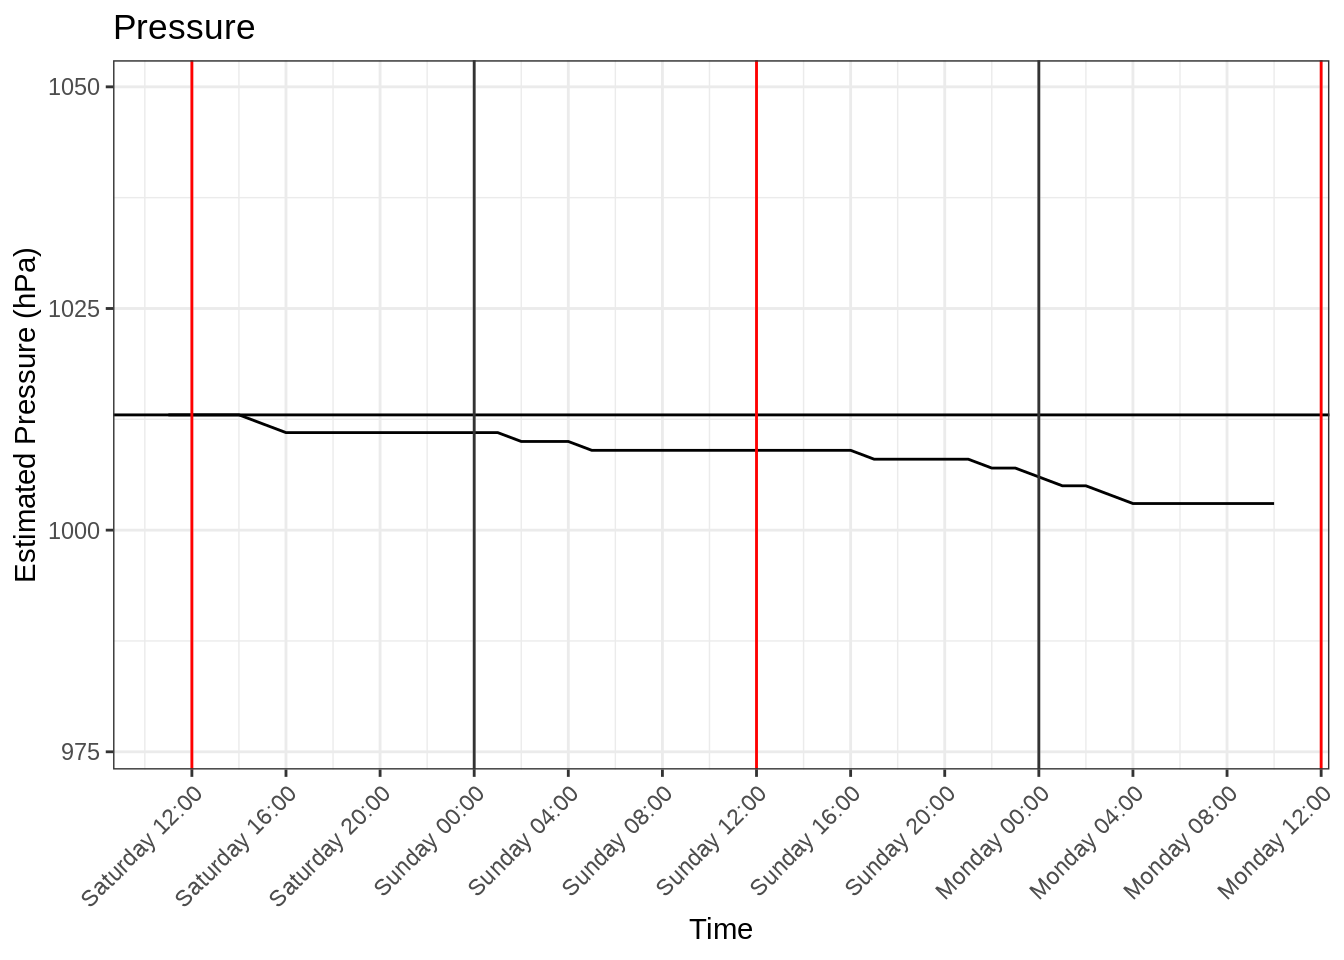 Pressure
Estimated Pressure (hPa)
1050
1025
1000
975
Saturday 12:00
Saturday 16:00
Saturday 20:00
Sunday 00:00
Sunday 04:00
Sunday 08:00
Sunday 12:00
Sunday 16:00
Sunday 20:00
Monday 00:00
Monday 04:00
Monday 08:00
Monday 12:00
Time